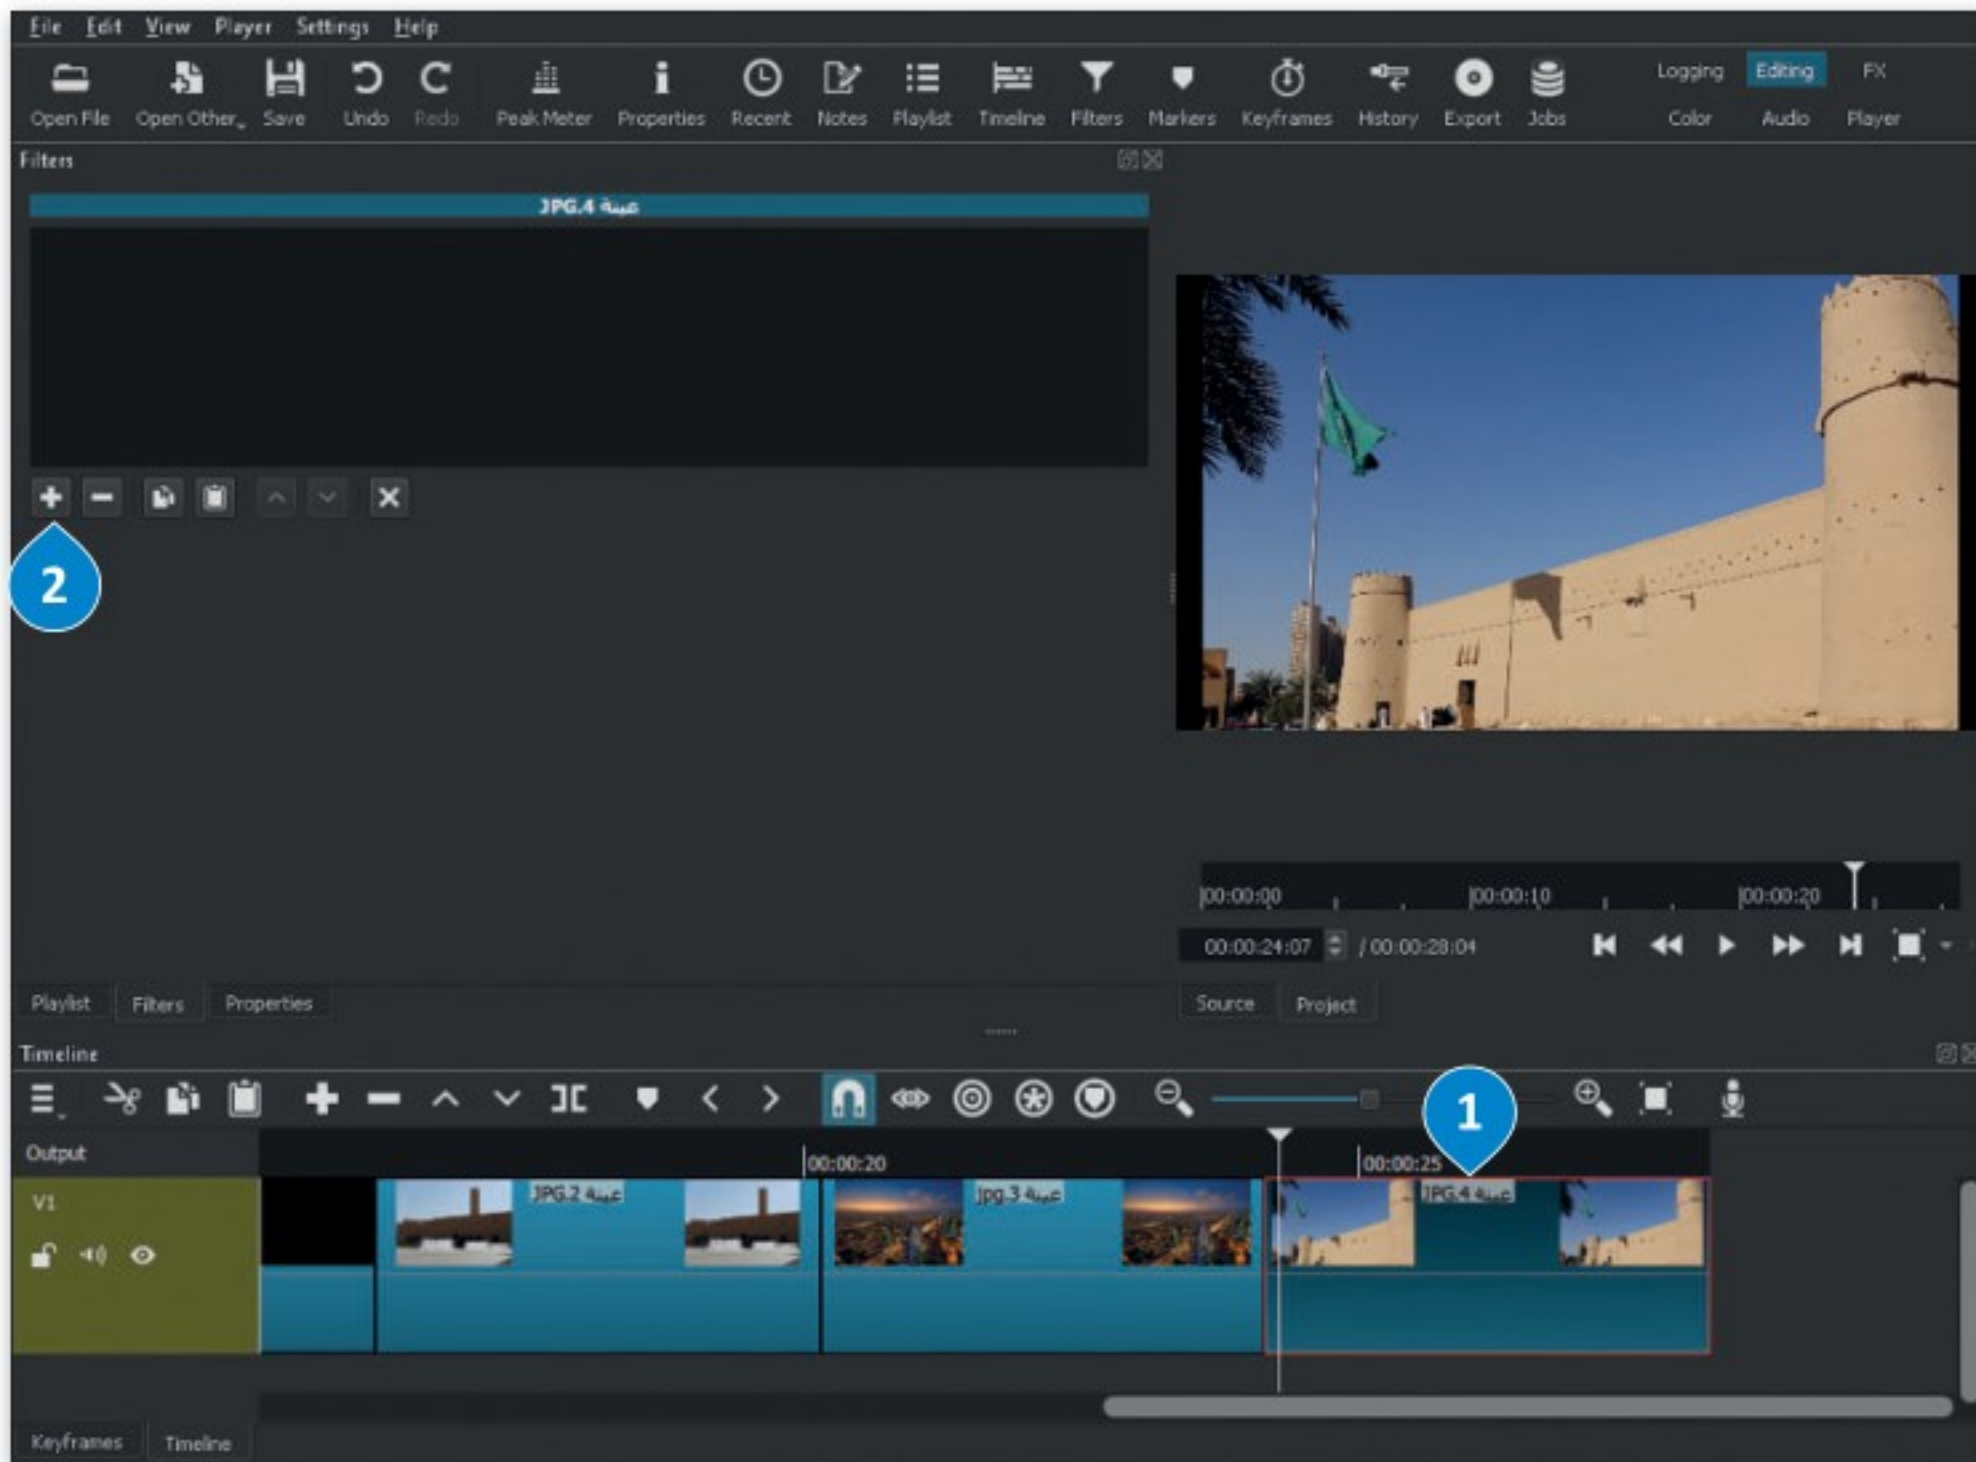 File Edit View Player Settings Help
Open File Open Other Save Undo Redo Peak Meter Properties Recent Notes Playlist Timeline Filters Markers Keyframes History Export Jobs
Logging Editing FX
Color Audio Player
Filters
عينة 4.JPG
2
|00:00:00 |00:00:10 |00:00:20
00:00:24:07 / 00:00:28:04
Playlist Filters Properties
Source Project
Timeline
1
Output
00:00:20 00:00:25
V1
عينة 2.JPG عينة 3.jpg عينة 4.JPG
Keyframes Timeline